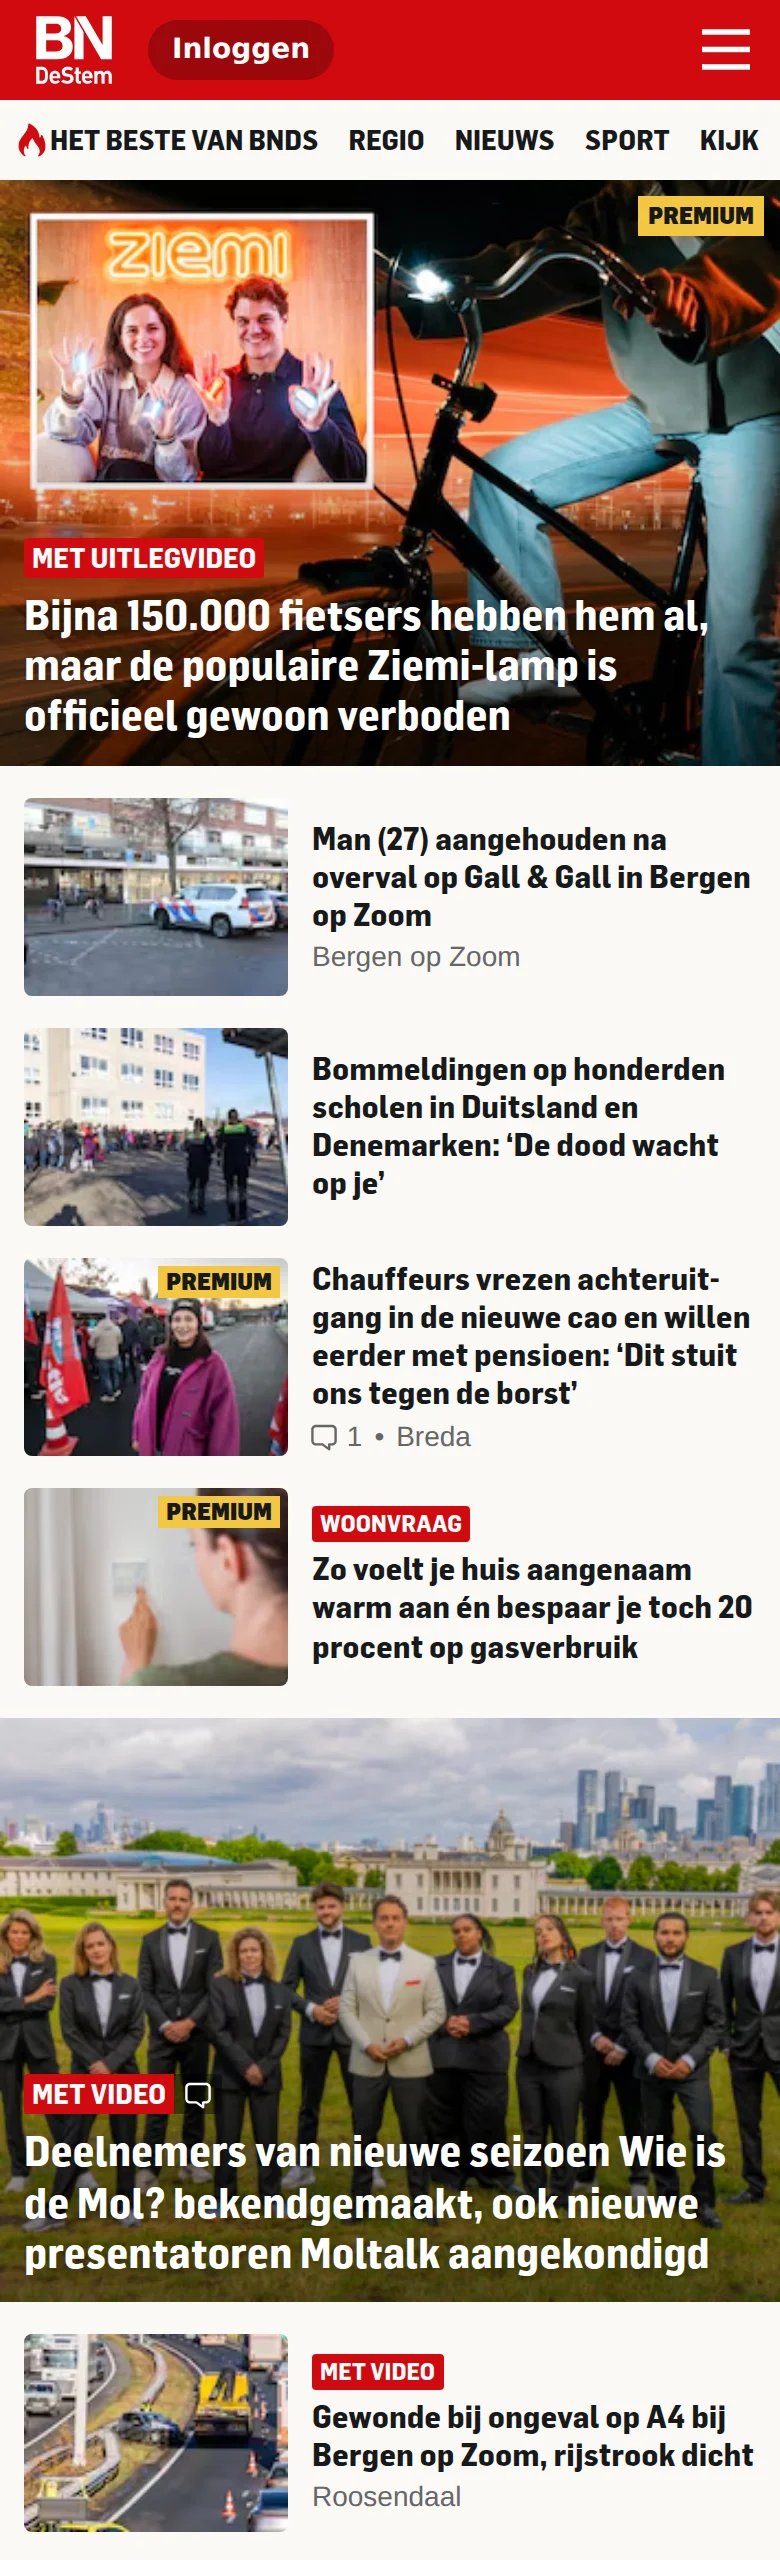 BN
DeStem
Inloggen
HET BESTE VAN BNDS REGIO NIEUWS SPORT KIJK
PREMIUM
ziemi
MET UITLEGVIDEO
Bijna 150.000 fietsers hebben hem al,
maar de populaire Ziemi-lamp is
officieel gewoon verboden
Man (27) aangehouden na
overval op Gall & Gall in Bergen
op Zoom
Bergen op Zoom
Bommeldingen op honderden
scholen in Duitsland en
Denemarken: ‘De dood wacht
op je’
PREMIUM
Chauffeurs vrezen achteruit-
gang in de nieuwe cao en willen
eerder met pensioen: ‘Dit stuit
ons tegen de borst’
1 • Breda
PREMIUM
WOONVRAAG
Zo voelt je huis aangenaam
warm aan én bespaar je toch 20
procent op gasverbruik
MET VIDEO
Deelnemers van nieuwe seizoen Wie is
de Mol? bekendgemaakt, ook nieuwe
presentatoren Moltalk aangekondigd
MET VIDEO
Gewonde bij ongeval op A4 bij
Bergen op Zoom, rijstrook dicht
Roosendaal